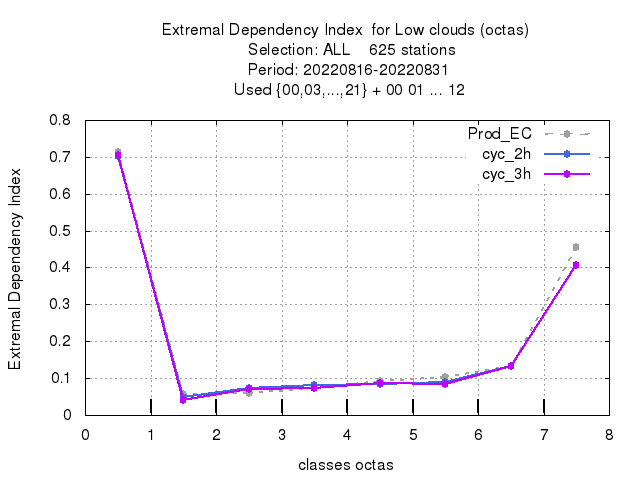 Extremal Dependency Index  for Low clouds (octas)
Selection: ALL    625 stations
Period: 20220816-20220831
Used {00,03,...,21} + 00 01 ... 12
Prod_EC
cyc_2h
cyc_3h
Extremal Dependency Index
0.8
0.7
0.6
0.5
0.4
0.3
0.2
0.1
0
0 1 2 3 4 5 6 7 8
classes octas